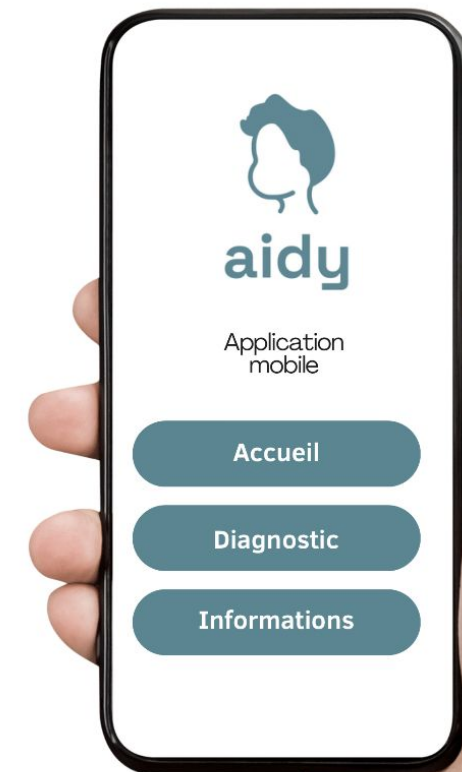 aidy
Application
mobile
Accueil
Diagnostic
Informations